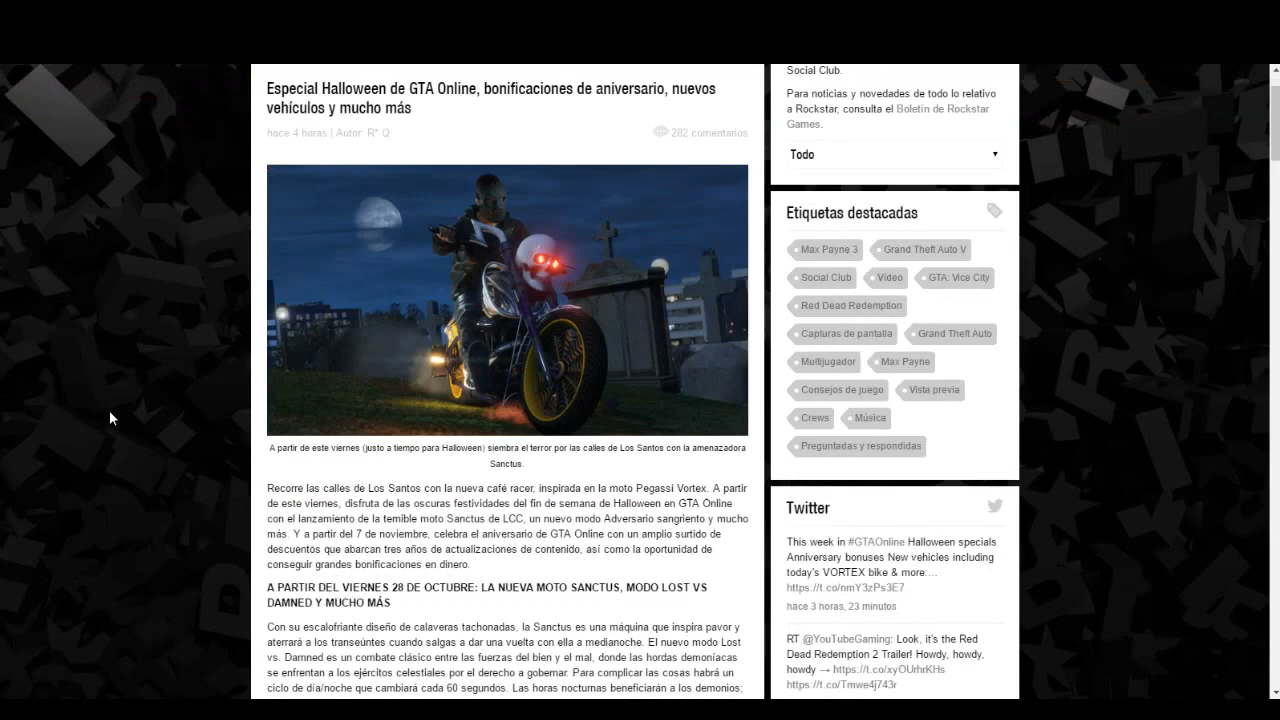 Especial Halloween de GTA Online, bonificaciones de aniversario, nuevos
vehículos y mucho más
hace 4 horas | Autor: R* Q
282 comentarios
A partir de este viernes (justo a tiempo para Halloween) siembra el terror por las calles de Los Santos con la amenazadora
Sanctus.
Recorre las calles de Los Santos con la nueva café racer, inspirada en la moto Pegassi Vortex. A partir
de este viernes, disfruta de las oscuras festividades del fin de semana de Halloween en GTA Online
con el lanzamiento de la temible moto Sanctus de LCC, un nuevo modo Adversario sangriento y mucho
más. Y a partir del 7 de noviembre, celebra el aniversario de GTA Online con un amplio surtido de
descuentos que abarcan tres años de actualizaciones de contenido, así como la oportunidad de
conseguir grandes bonificaciones en dinero.
A PARTIR DEL VIERNES 28 DE OCTUBRE: LA NUEVA MOTO SANCTUS, MODO LOST VS
DAMNED Y MUCHO MÁS
Con su escalofriante diseño de calaveras tachonadas, la Sanctus es una máquina que inspira pavor y
aterrará a los transeúntes cuando salgas a dar una vuelta con ella a medianoche. El nuevo modo Lost
vs. Damned es un combate clásico entre las fuerzas del bien y el mal, donde las hordas demoníacas
se enfrentan a los ejércitos celestiales por el derecho a gobernar. Para complicar las cosas habrá un
ciclo de día/noche que cambiará cada 60 segundos. Las horas nocturnas beneficiarán a los demonios;
Social Club.
Para noticias y novedades de todo lo relativo
a Rockstar, consulta el Boletín de Rockstar
Games.
Todo
Etiquetas destacadas
Max Payne 3
Grand Theft Auto V
Social Club
Vídeo
GTA: Vice City
Red Dead Redemption
Capturas de pantalla
Grand Theft Auto
Multijugador
Max Payne
Consejos de juego
Vista previa
Crews
Música
Preguntadas y respondidas
Twitter
This week in #GTAOnline Halloween specials
Anniversary bonuses New vehicles including
today's VORTEX bike & more....
https://t.co/nmY3zPs3E7
hace 3 horas, 23 minutos
RT @YouTubeGaming: Look, it's the Red
Dead Redemption 2 Trailer! Howdy, howdy,
howdy → https://t.co/xyOUrhrKHs
https://t.co/Tmwe4j743r